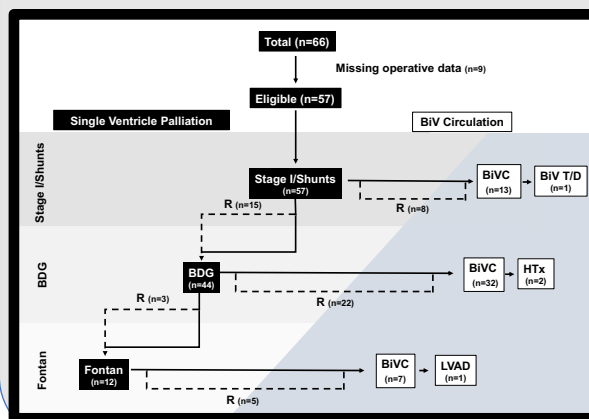 Total (n=66)
Missing operative data (n=9)
Eligible (n=57)
Single Ventricle Palliation
BiV Circulation
Stage I/Shunts
Stage I/Shunts
(n=57)
BiVC
(n=13)
BiV T/D
(n=1)
R (n=15)
R (n=8)
BDG
BDG
(n=44)
BiVC
(n=32)
HTx
(n=2)
R (n=3)
R (n=22)
Fontan
Fontan
(n=12)
BiVC
(n=7)
LVAD
(n=1)
R (n=5)